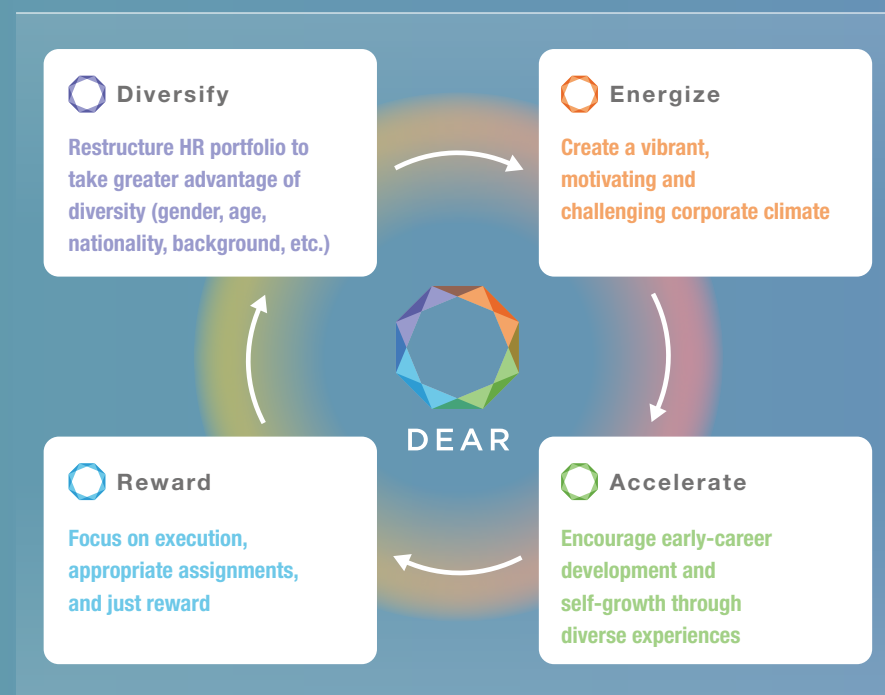 Diversify
Restructure HR portfolio to
take greater advantage of
diversity (gender, age,
nationality, background, etc.)
Energize
Create a vibrant,
motivating and
challenging corporate climate
DEAR
Reward
Focus on execution,
appropriate assignments,
and just reward
Accelerate
Encourage early-career
development and
self-growth through
diverse experiences